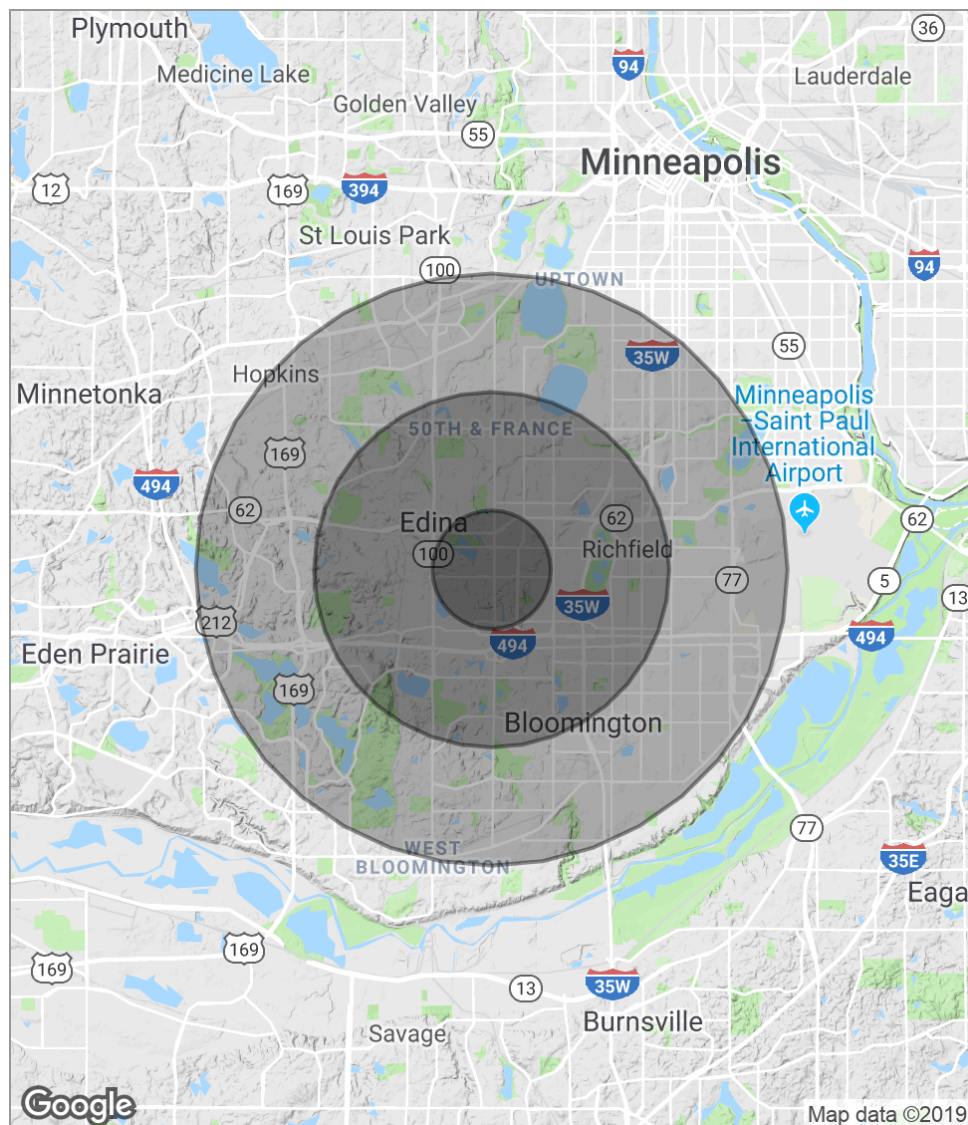 Plymouth
36
94
Medicine Lake
Lauderdale
Golden Valley
55
Minneapolis
12
169
394
St Louis Park
94
100
UPTOWN
55
35W
Hopkins
Minnetonka
Minneapolis
–Saint Paul
International
Airport
50TH & FRANCE
169
494
62
Edina
62
62
100
Richfield
77
5
13
35W
212
494
494
Eden Prairie
169
Bloomington
77
WEST
BLOOMINGTON
35E
Eaga
169
169
13
35W
Burnsville
Savage
Google
Map data ©2019